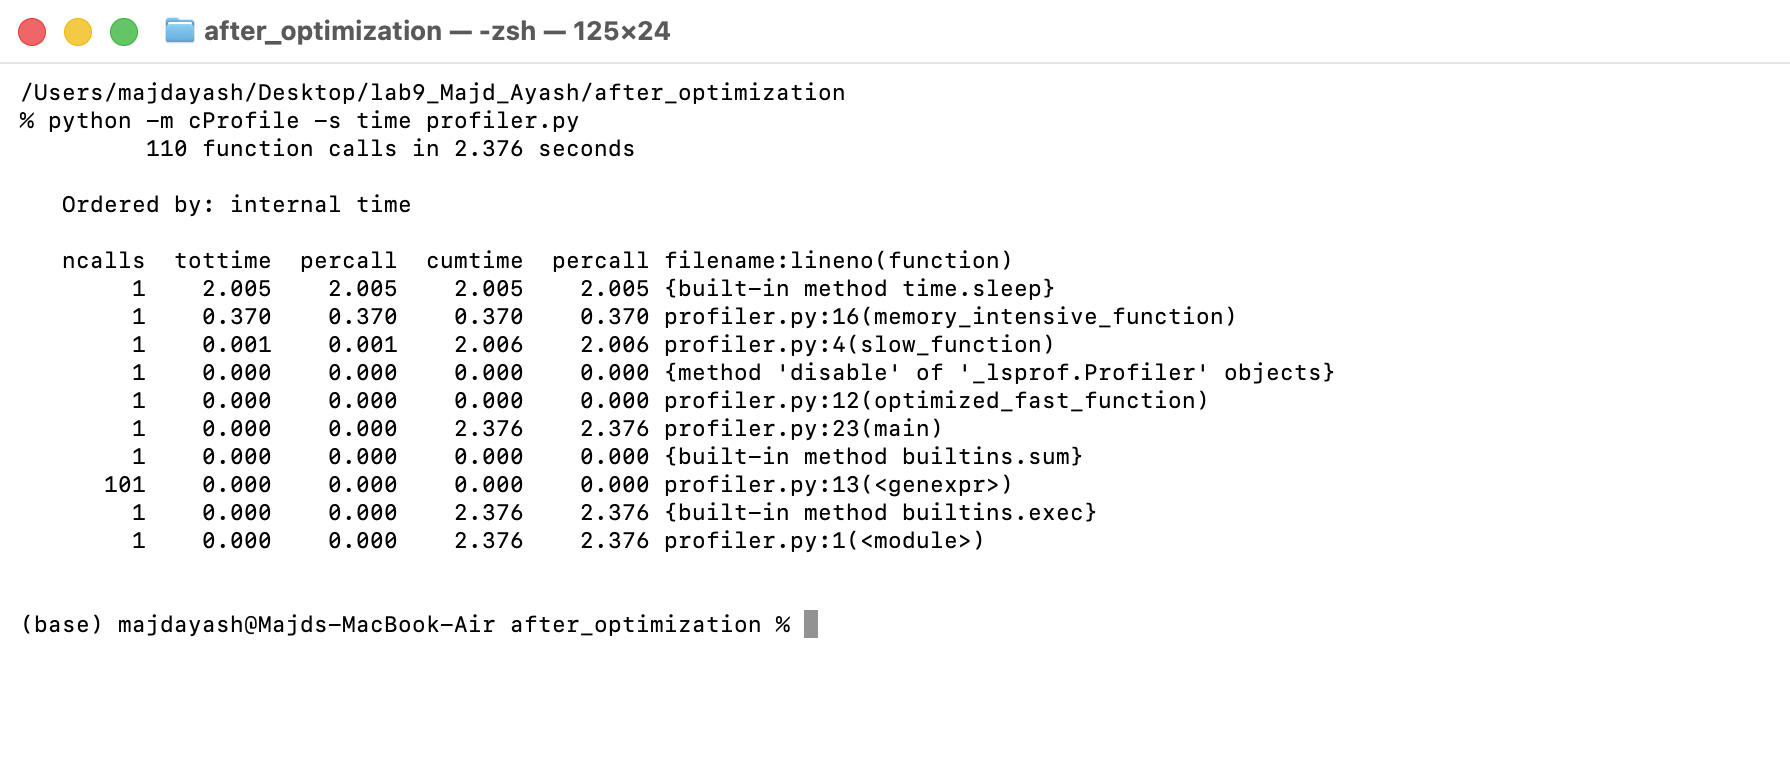 after_optimization — -zsh — 125×24
/Users/majdayash/Desktop/lab9_Majd_Ayash/after_optimization
% python -m cProfile -s time profiler.py
         110 function calls in 2.376 seconds

   Ordered by: internal time

   ncalls  tottime  percall  cumtime  percall filename:lineno(function)
        1    2.005    2.005    2.005    2.005 {built-in method time.sleep}
        1    0.370    0.370    0.370    0.370 profiler.py:16(memory_intensive_function)
        1    0.001    0.001    2.006    2.006 profiler.py:4(slow_function)
        1    0.000    0.000    0.000    0.000 {method 'disable' of '_lsprof.Profiler' objects}
        1    0.000    0.000    0.000    0.000 profiler.py:12(optimized_fast_function)
        1    0.000    0.000    2.376    2.376 profiler.py:23(main)
        1    0.000    0.000    0.000    0.000 {built-in method builtins.sum}
      101    0.000    0.000    0.000    0.000 profiler.py:13(<genexpr>)
        1    0.000    0.000    2.376    2.376 {built-in method builtins.exec}
        1    0.000    0.000    2.376    2.376 profiler.py:1(<module>)

(base) majdayash@Majds-MacBook-Air after_optimization %